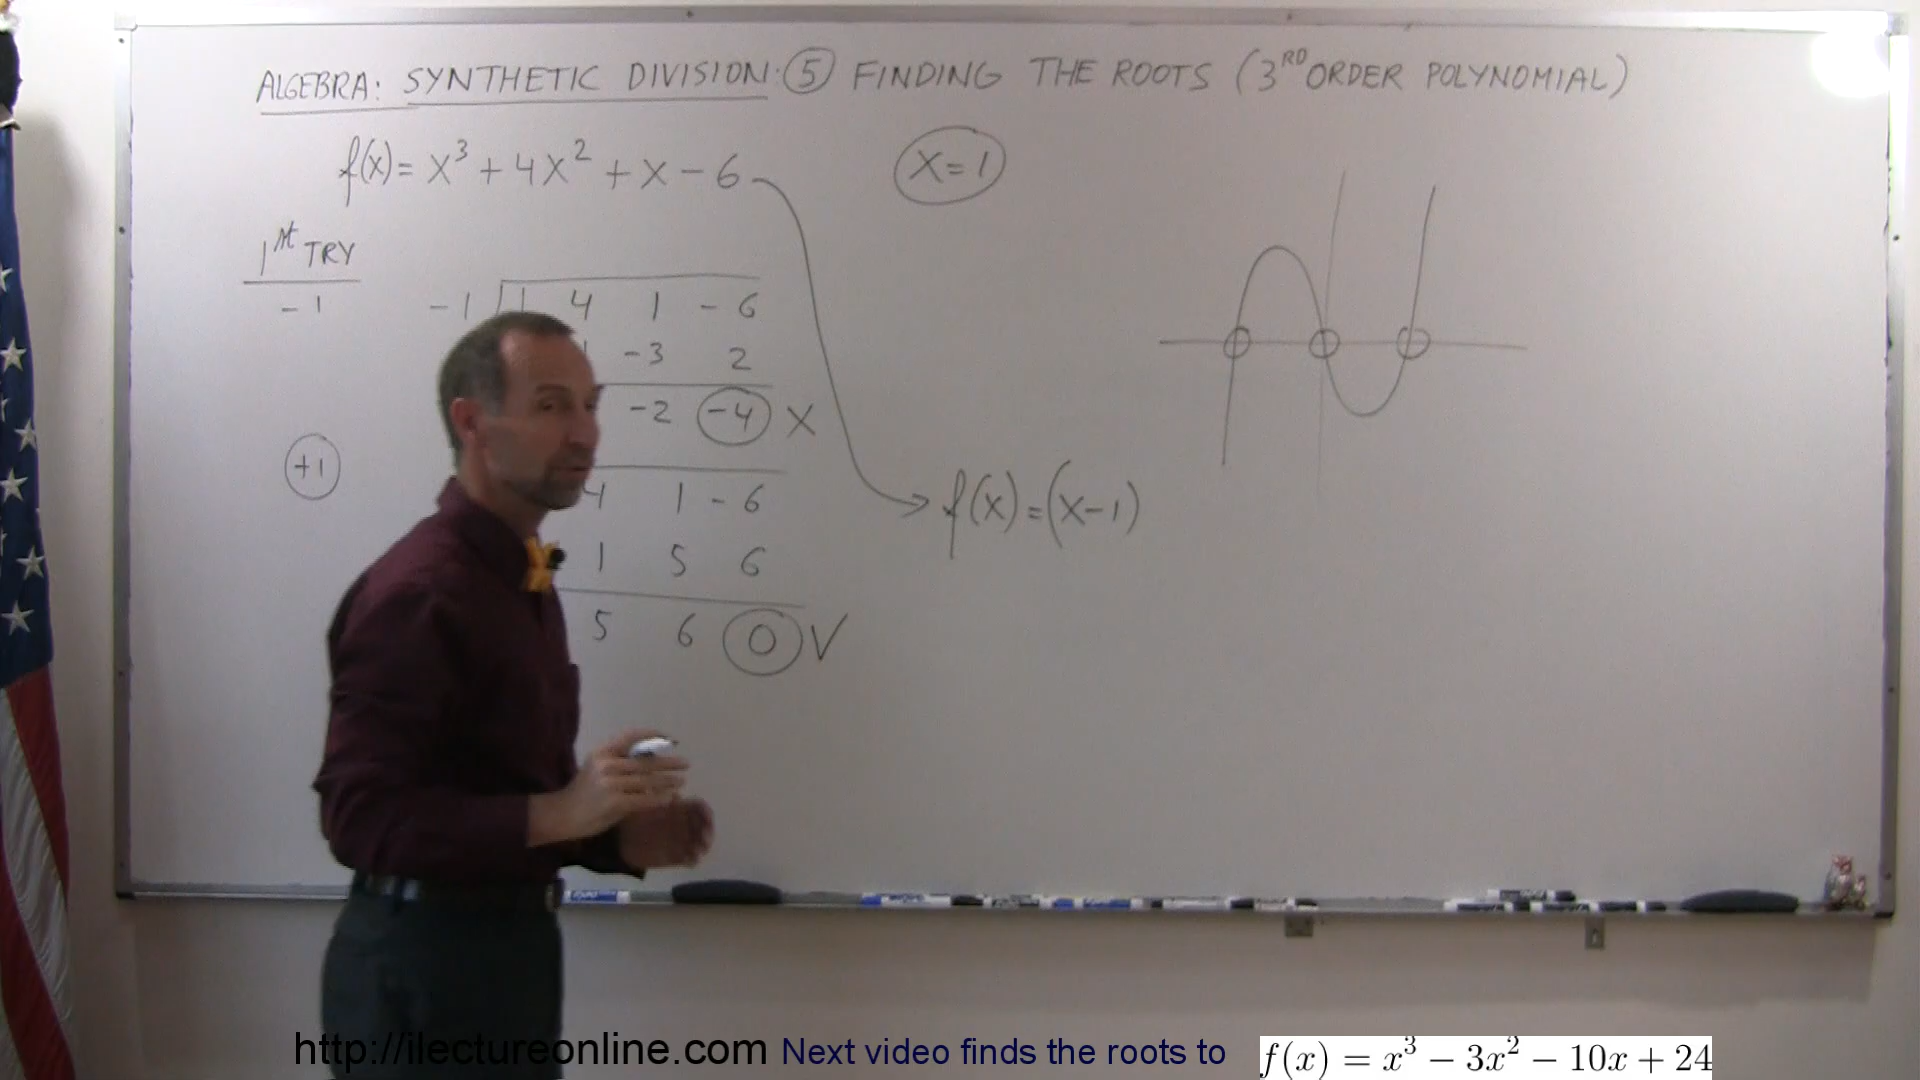 ALGEBRA: SYNTHETIC DIVISION: 5 FINDING THE ROOTS (3RD ORDER POLYNOMIAL)
f(x) = x³ + 4x² + x - 6
x = 1
1st TRY
-1
-1 1 4 1 -6
-3 2
-2 -4 X
+1
4 1 -6
f(x) = (x-1)
1 5 6
5 6 0 V
http://ilectureonline.com Next video finds the roots to f(x) = x³ − 3x² − 10x + 24